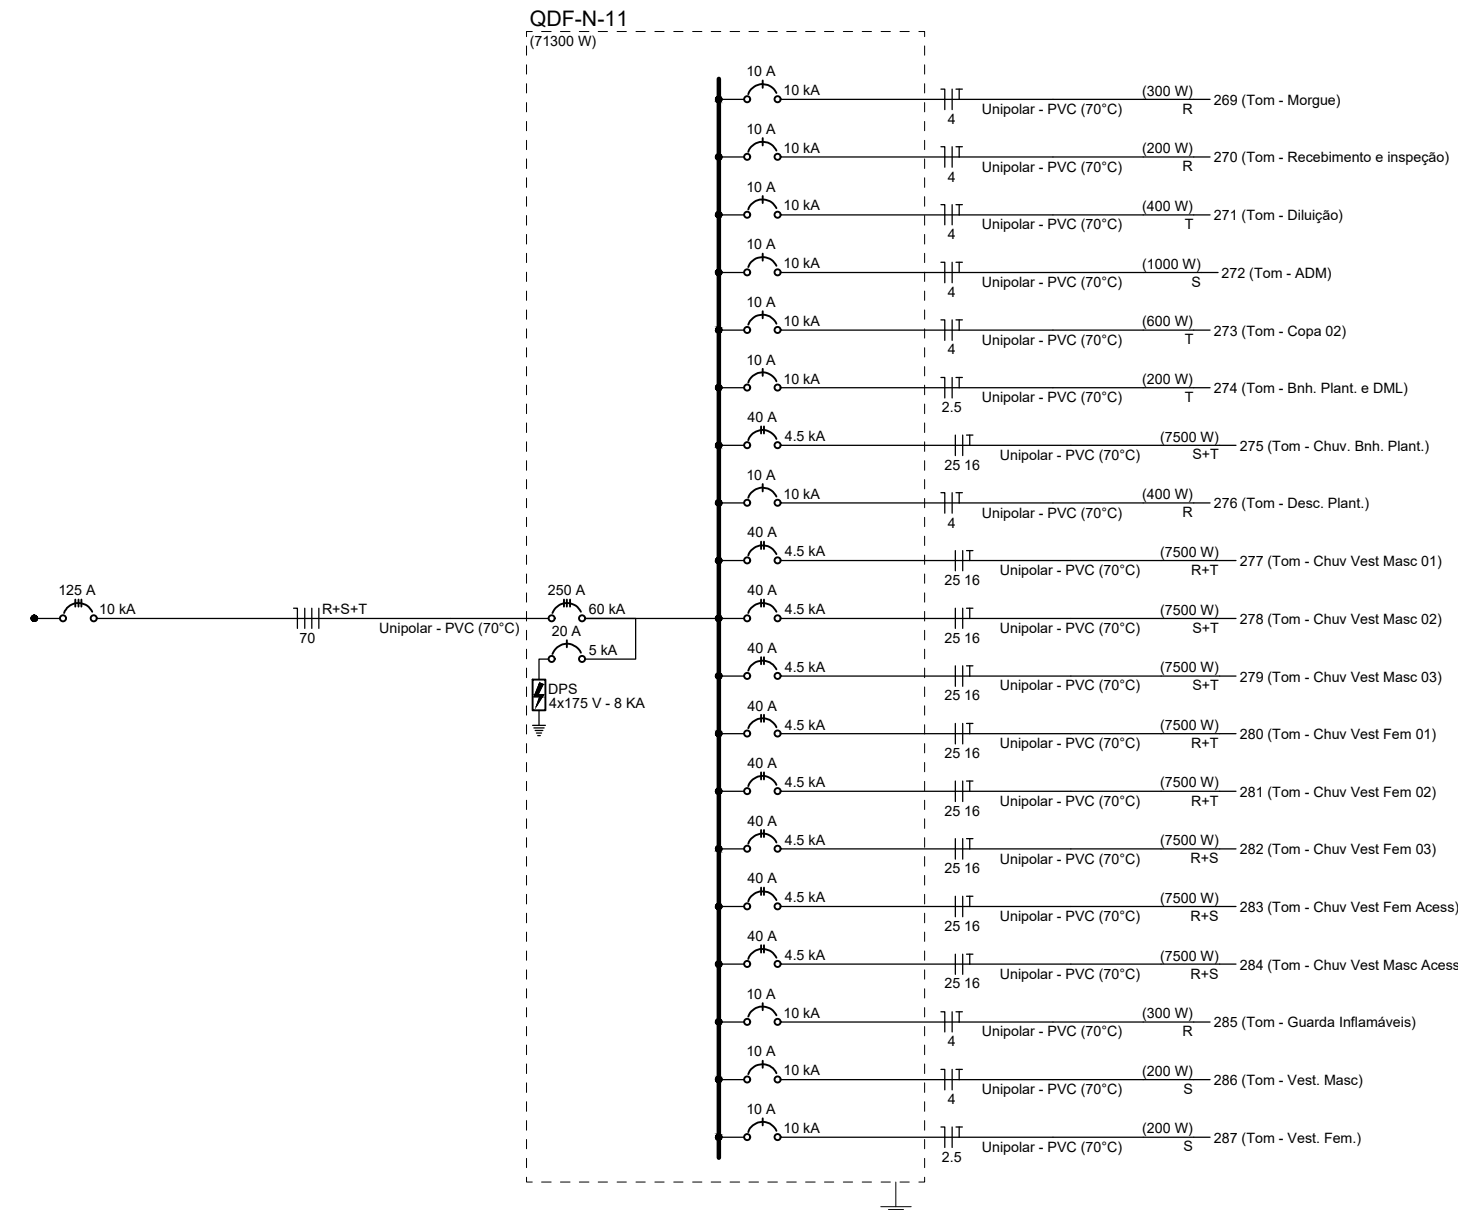 QDF-N-11
(71300 W)
10 A
10 kA
4
Unipolar - PVC (70°C)
(300 W)
R
269 (Tom - Morgue)
10 A
10 kA
T
4
Unipolar - PVC (70°C)
(200 W)
R
270 (Tom - Recebimento e inspeção)
10 A
10 kA
4
Unipolar - PVC (70°C)
(400 W)
T
271 (Tom - Diluição)
10 A
10 kA
4
Unipolar - PVC (70°C)
(1000 W)
S
272 (Tom - ADM)
10 A
10 kA
4
Unipolar - PVC (70°C)
(600 W)
T
273 (Tom - Copa 02)
10 A
10 kA
2.5
Unipolar - PVC (70°C)
(200 W)
T
274 (Tom - Bnh. Plant. e DML)
40 A
4.5 kA
25 16
Unipolar - PVC (70°C)
(7500 W)
S+T
275 (Tom - Chuv. Bnh. Plant.)
10 A
10 kA
4
Unipolar - PVC (70°C)
(400 W)
R
276 (Tom - Desc. Plant.)
40 A
4.5 kA
25 16
Unipolar - PVC (70°C)
(7500 W)
R+T
277 (Tom - Chuv Vest Masc 01)
125 A
10 kA
R+S+T
70
Unipolar - PVC (70°C)
250 A
60 kA
20 A
5 kA
DPS
4x175 V - 8 KA
40 A
4.5 kA
25 16
Unipolar - PVC (70°C)
(7500 W)
S+T
278 (Tom - Chuv Vest Masc 02)
40 A
4.5 kA
25 16
Unipolar - PVC (70°C)
(7500 W)
S+T
279 (Tom - Chuv Vest Masc 03)
40 A
4.5 kA
25 16
Unipolar - PVC (70°C)
(7500 W)
R+T
280 (Tom - Chuv Vest Fem 01)
40 A
4.5 kA
25 16
Unipolar - PVC (70°C)
(7500 W)
R+T
281 (Tom - Chuv Vest Fem 02)
40 A
4.5 kA
25 16
Unipolar - PVC (70°C)
(7500 W)
R+S
282 (Tom - Chuv Vest Fem 03)
40 A
4.5 kA
25 16
Unipolar - PVC (70°C)
(7500 W)
R+S
283 (Tom - Chuv Vest Fem Acess)
40 A
4.5 kA
25 16
Unipolar - PVC (70°C)
(7500 W)
R+S
284 (Tom - Chuv Vest Masc Acess
10 A
10 kA
4
Unipolar - PVC (70°C)
(300 W)
R
285 (Tom - Guarda Inflamáveis)
10 A
10 kA
4
Unipolar - PVC (70°C)
(200 W)
S
286 (Tom - Vest. Masc)
10 A
10 kA
2.5
Unipolar - PVC (70°C)
(200 W)
S
287 (Tom - Vest. Fem.)